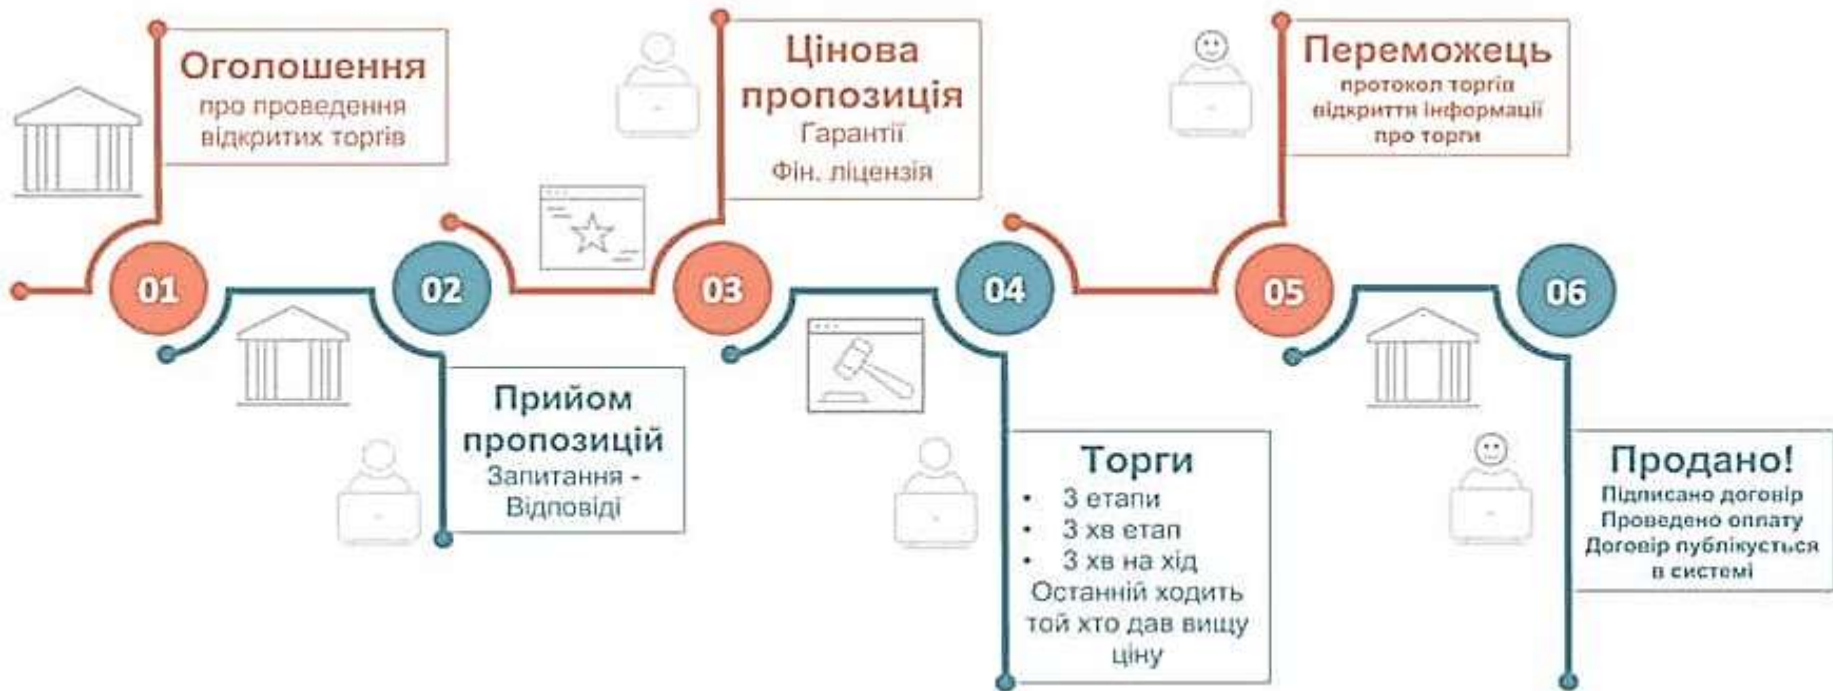 01
Оголошення
про проведення
відкритих торгів
02
Прийом
пропозицій
Запитання -
Відповіді
03
Цінова
пропозиція
Гарантії
Фін. ліцензія
04
Торги
• 3 етапи
• 3 хв етап
• 3 хв на хід
Останній ходить
той хто дав вищу
ціну
05
Переможець
протокол торгів
відкриття інформації
про торги
06
Продано!
Підписано договір
Проведено оплату
Договір публікується
в системі